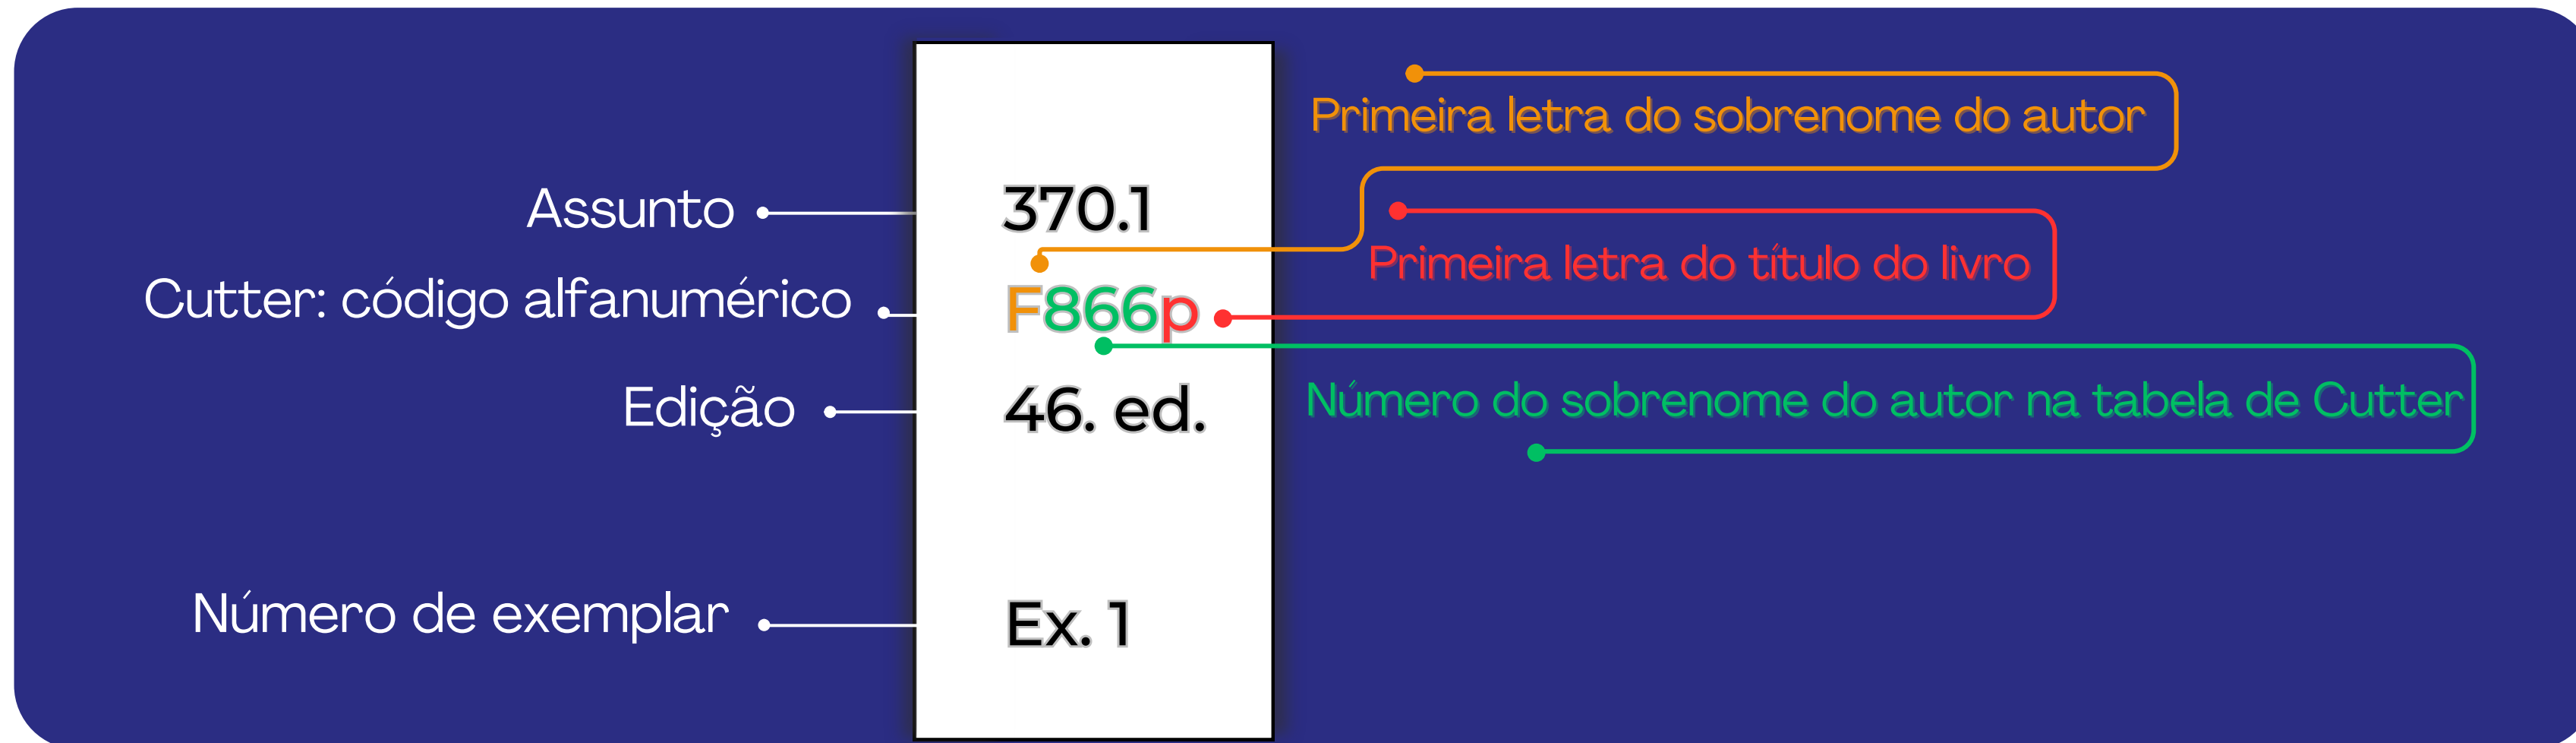 Primeira letra do sobrenome do autor
Assunto
370.1
Primeira letra do título do livro
Cutter: código alfanumérico
F866p
Edição
46. ed.
Número do sobrenome do autor na tabela de Cutter
Número de exemplar
Ex. 1